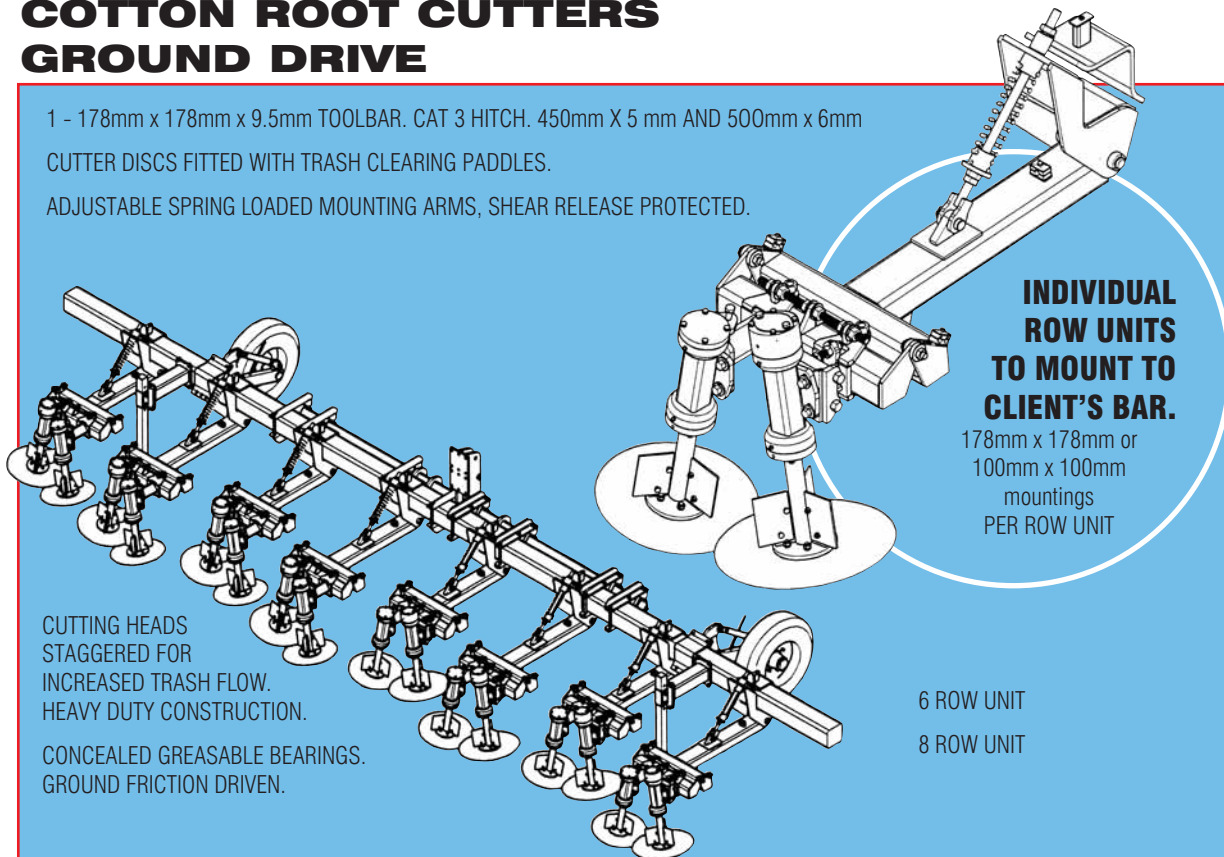 COTTON ROOT CUTTERS
GROUND DRIVE
1 - 178mm x 178mm x 9.5mm TOOLBAR. CAT 3 HITCH. 450mm X 5 mm AND 500mm x 6mm
CUTTER DISCS FITTED WITH TRASH CLEARING PADDLES.
ADJUSTABLE SPRING LOADED MOUNTING ARMS, SHEAR RELEASE PROTECTED.
INDIVIDUAL
ROW UNITS
TO MOUNT TO
CLIENT'S BAR.
178mm x 178mm or
100mm x 100mm
mountings
PER ROW UNIT
CUTTING HEADS
STAGGERED FOR
INCREASED TRASH FLOW.
HEAVY DUTY CONSTRUCTION.
CONCEALED GREASABLE BEARINGS.
GROUND FRICTION DRIVEN.
6 ROW UNIT
8 ROW UNIT